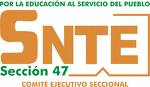 POR LA EDUCACIÓN AL SERVICIO DEL PUEBLO
SNTE
Sección 47
COMITÉ EJECUTIVO SECCIONAL